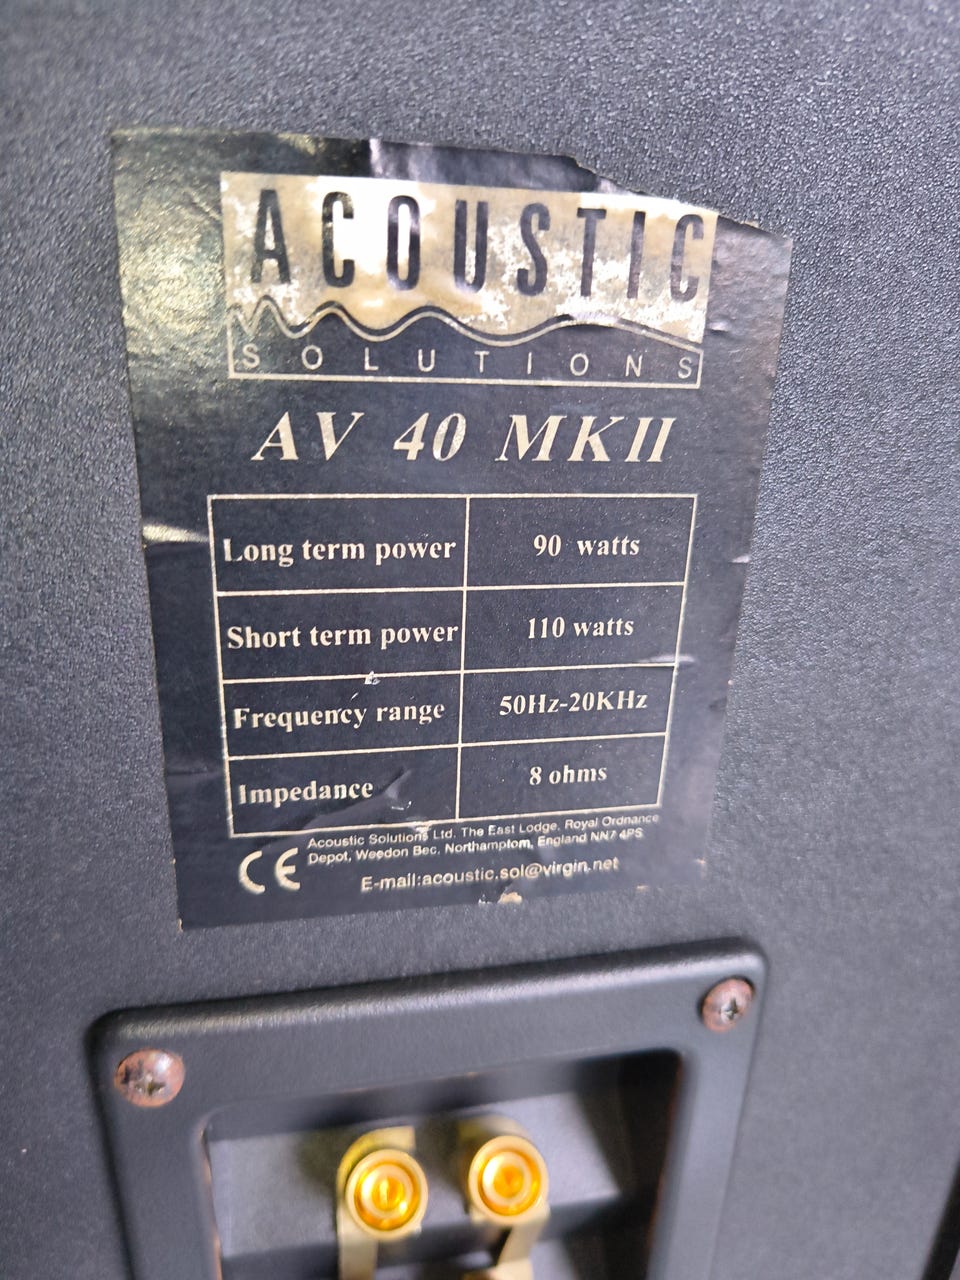 ACOUSTIC
SOLUTIONS
AV 40 MKII
Long term power 90 watts
Short term power 110 watts
Frequency range 50Hz-20KHz
Impedance 8 ohms
CE
Acoustic Solutions Ltd. The East Lodge, Royal Ordnance
Depot, Weedon Bec. Northamptom, England NN7 4PS
E-mail:acoustic.sol@virgin.net